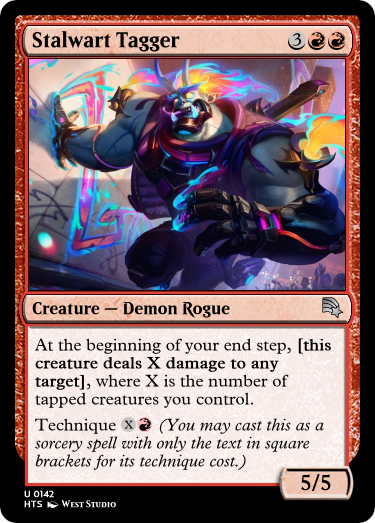 Stalwart Tagger 3
Creature — Demon Rogue
At the beginning of your end step, [this
creature deals X damage to any
target], where X is the number of
tapped creatures you control.
Technique X (You may cast this as a
sorcery spell with only the text in square
brackets for its technique cost.)
5/5
U 0142
HTS West Studio